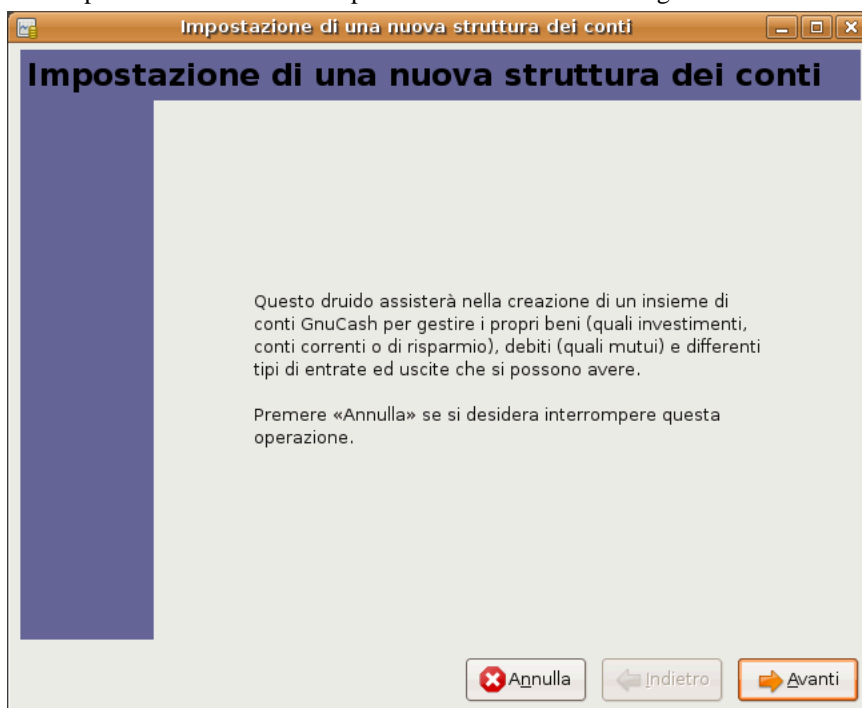 Impostazione di una nuova struttura dei conti
Impostazione di una nuova struttura dei conti
Questo druido assisterà nella creazione di un insieme di
conti GnuCash per gestire i propri beni (quali investimenti,
conti correnti o di risparmio), debiti (quali mutui) e differenti
tipi di entrate ed uscite che si possono avere.
Premere «Annulla» se si desidera interrompere questa
operazione.
Annulla Indietro Avanti